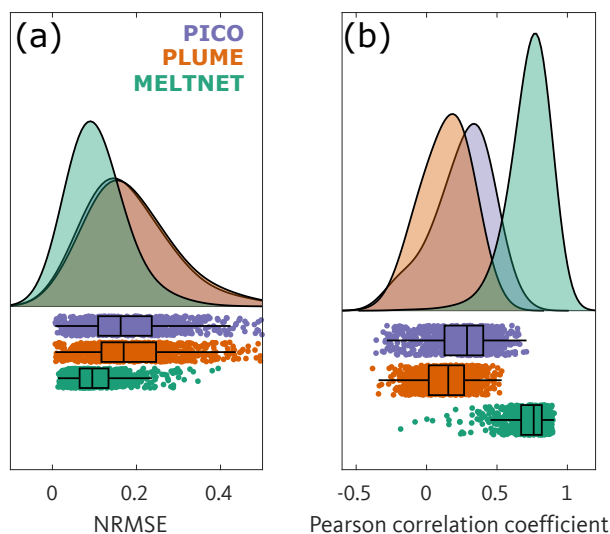 (a)
PICO
PLUME
MELTNET
0 0.2 0.4
NRMSE
(b)
-0.5 0 0.5 1
Pearson correlation coefficient